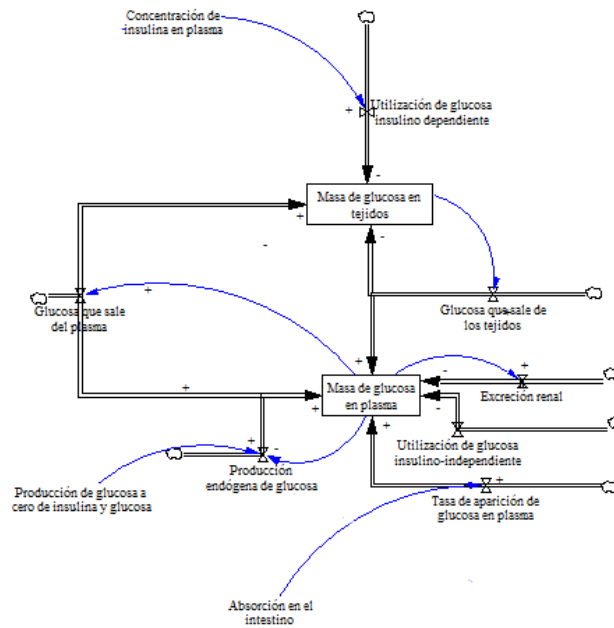 Concentración de
insulina en plasma
+
Utilización de glucosa
insulino dependiente
-
Masa de glucosa en
tejidos
+
-
-
+
Glucosa que sale
del plasma
Glucosa que sale de
los tejidos
+
-
+
Masa de glucosa
en plasma
Excreción renal
+
+
-
+
+
-
Utilización de glucosa
insulino-independiente
Producción
endógena de glucosa
Producción de glucosa a
cero de insulina y glucosa
+
Tasa de aparición de
glucosa en plasma
Absorción en el
intestino